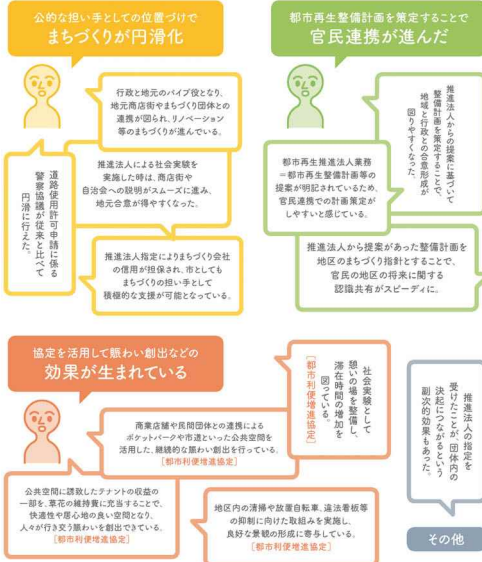 公的な担い手としての位置づけで
まちづくりが円滑化
行政と地元のパイプ役となり、
地元商店街やまちづくり団体との
連携が図られ、リノベーション
等のまちづくりが進んでいる。
推進法人による社会実験を
実施した時は、商店街や
自治会への説明がスムーズに進み、
地元合意が得やすくなった。
道路使用許可申請に係る
警察協議が従来と比べて
円滑に行えた。
推進法人指定によりまちづくり会社
の信用が担保され、市としても
まちづくりの担い手として
積極的な支援が可能となっている。
都市再生整備計画を策定することで
官民連携が進んだ
推進法人からの提案に基づいて
整備計画を策定することで、
地域と行政との合意形成が
図りやすくなった。
都市再生推進法人業務
＝都市再生整備計画等の
提案が明記されているため、
官民連携での計画策定が
しやすいと感じている。
推進法人から提案があった整備計画を
地区のまちづくり指針とすることで、
官民の地区の将来に関する
認識共有がスピーディに。
協定を活用して賑わい創出などの
効果が生まれている
社会実験として
憩いの場を整備し、
滞在時間の増加を
図っている。
［都市利便増進協定］
商業店舗や民間団体との連携による
ポケットパークや市道といった公共空間を
活用した、継続的な賑わい創出を行っている。
［都市利便増進協定］
公共空間に誘致したテナントの収益の
一部を、草花の維持費に充当することで、
快適性や居心地の良い空間となり、
人々が行き交う賑わいを創出できている。
［都市利便増進協定］
地区内の清掃や放置自転車、違法看板等
の抑制に向けた取組みを実施し、
良好な景観の形成に寄与している。
［都市利便増進協定］
推進法人の指定を
受けたことが、団体内の
決起につながるという
副次的効果もあった。
その他